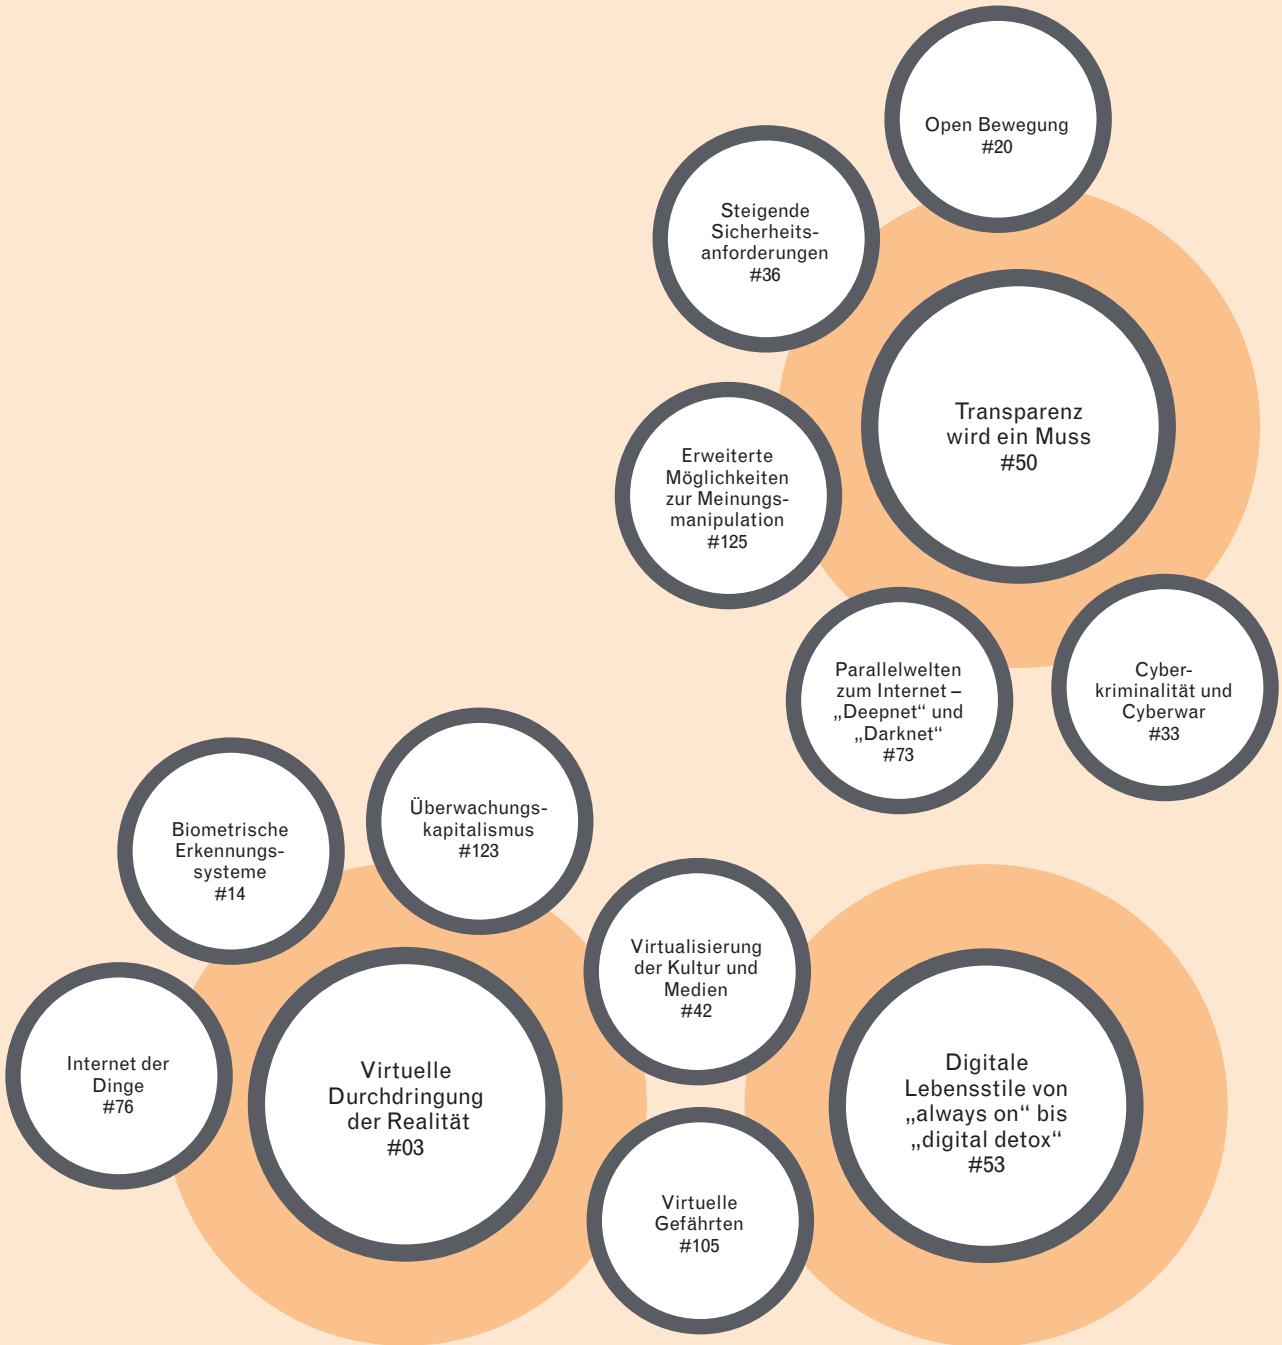 Open Bewegung
#20
Steigende
Sicherheits-
anforderungen
#36
Transparenz
wird ein Muss
#50
Erweiterte
Möglichkeiten
zur Meinungs-
manipulation
#125
Parallelwelten
zum Internet –
„Deepnet“ und
„Darknet“
#73
Cyber-
kriminalität und
Cyberwar
#33
Überwachungs-
kapitalismus
#123
Biometrische
Erkennungs-
systeme
#14
Virtualisierung
der Kultur und
Medien
#42
Internet der
Dinge
#76
Virtuelle
Durchdringung
der Realität
#03
Digitale
Lebensstile von
„always on“ bis
„digital detox“
#53
Virtuelle
Gefährten
#105